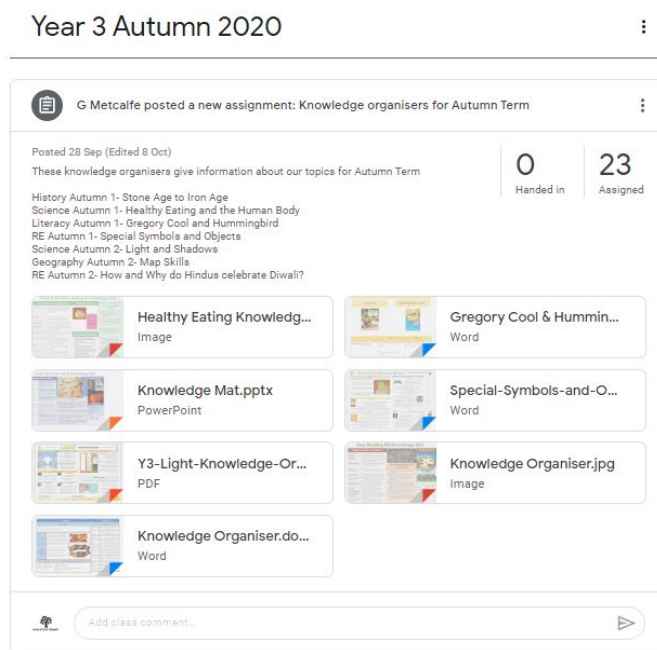 Year 3 Autumn 2020
G Metcalfe posted a new assignment: Knowledge organisers for Autumn Term
Posted 28 Sep (Edited 8 Oct)
These knowledge organisers give information about our topics for Autumn Term
0
Handed in
23
Assigned
History Autumn 1- Stone Age to Iron Age
Science Autumn 1- Healthy Eating and the Human Body
Literacy Autumn 1- Gregory Cool and Hummingbird
RE Autumn 1- Special Symbols and Objects
Science Autumn 2- Light and Shadows
Geography Autumn 2- Map Skills
RE Autumn 2- How and Why do Hindus celebrate Diwali?
Healthy Eating Knowledg...
Image
Gregory Cool & Hummin...
Word
Knowledge Mat.pptx
PowerPoint
Special-Symbols-and-O...
Word
Y3-Light-Knowledge-Or...
PDF
Knowledge Organiser.jpg
Image
Knowledge Organiser.do...
Word
Add class comment...